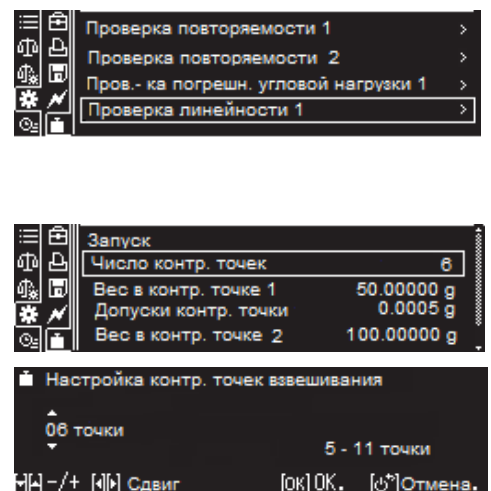 Проверка повторяемости 1 >
Проверка повторяемости 2 >
Пров.- ка погрешн. угловой нагрузки 1 >
Проверка линейности 1 >
Запуск
Число контр. точек 6
Вес в контр. точке 1 50.00000 g
Допуски контр. точки 0.0005 g
Вес в контр. точке 2 100.00000 g
Настройка контр. точек взвешивания
06 точки
5 - 11 точки
-/+ Сдвиг [OK] OK. Отмена.